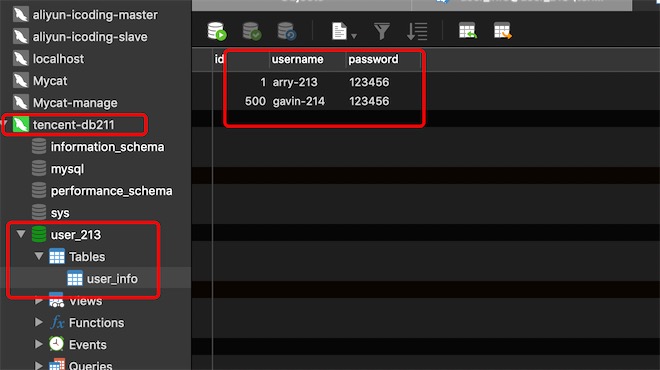 aliyun-icoding-master
aliyun-icoding-slave
localhost
Mycat
Mycat-manage
tencent-db211
information_schema
mysql
performance_schema
sys
user_213
Tables
user_info
Views
fx Functions
Events
Queries
id username password
1 arry-213 123456
500 gavin-214 123456